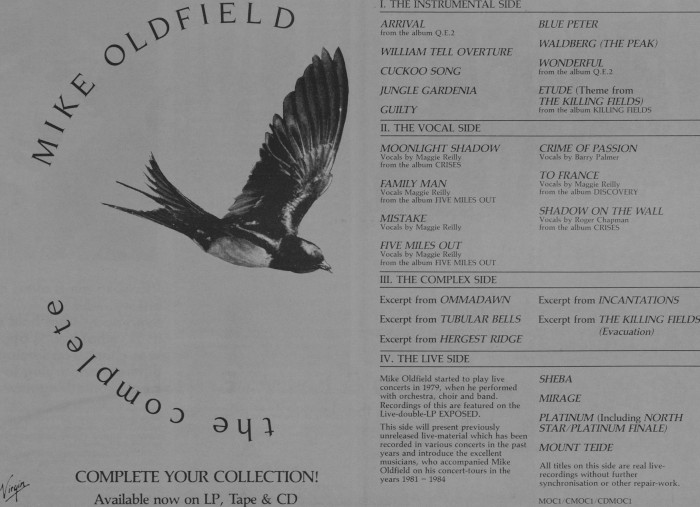 MIKE OLDFIELD
the complete
COMPLETE YOUR COLLECTION!
Available now on LP, Tape & CD
Virgin
I. THE INSTRUMENTAL SIDE
ARRIVAL
from the album Q.E.2
WILLIAM TELL OVERTURE
CUCKOO SONG
JUNGLE GARDENIA
GUILTY
BLUE PETER
WALDBERG (THE PEAK)
WONDERFUL
from the album Q.E.2
ETUDE (Theme from
THE KILLING FIELDS)
from the album KILLING FIELDS
II. THE VOCAL SIDE
MOONLIGHT SHADOW
Vocals by Maggie Reilly
from the album CRISES
FAMILY MAN
Vocals Maggie Reilly
from the album FIVE MILES OUT
MISTAKE
Vocals by Maggie Reilly
FIVE MILES OUT
Vocals by Maggie Reilly
from the album FIVE MILES OUT
CRIME OF PASSION
Vocals by Barry Palmer
TO FRANCE
Vocals by Maggie Reilly
from the album DISCOVERY
SHADOW ON THE WALL
Vocals by Roger Chapman
from the album CRISES
III. THE COMPLEX SIDE
Excerpt from OMMADAWN
Excerpt from TUBULAR BELLS
Excerpt from HERGEST RIDGE
Excerpt from INCANTATIONS
Excerpt from THE KILLING FIELDS
(Evacuation)
IV. THE LIVE SIDE
Mike Oldfield started to play live
concerts in 1979, when he performed
with orchestra, choir and band.
Recordings of this are featured on the
Live-double-LP EXPOSED.
This side will present previously
unreleased live-material which has been
recorded in various concerts in the past
years and introduce the excellent
musicians, who accompanied Mike
Oldfield on his concert-tours in the
years 1981 – 1984
SHEBA
MIRAGE
PLATINUM (Including NORTH
STAR/PLATINUM FINALE)
MOUNT TEIDE
All titles on this side are real live-
recordings without further
synchronisation or other repair-work.
MOC1/CMOC1/CDMOC1